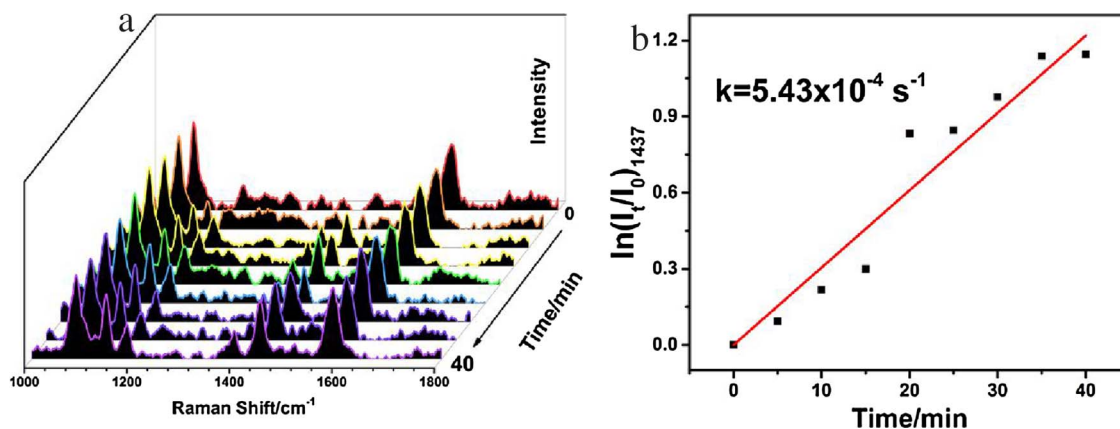 a
Intensity
0
Time/min
40
1000 1200 1400 1600 1800
Raman Shift/cm⁻¹
b
k=5.43x10⁻⁴ s⁻¹
ln(Iₜ/I₀)₁₄₃₇
1.2
0.9
0.6
0.3
0.0
0 10 20 30 40
Time/min